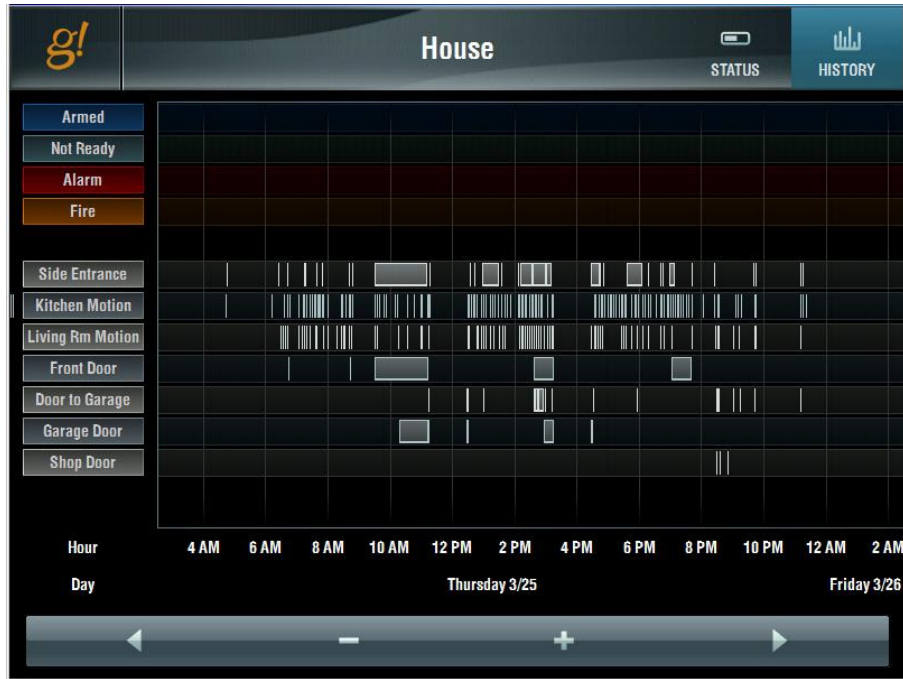 g!
House
STATUS
HISTORY
Armed
Not Ready
Alarm
Fire
Side Entrance
Kitchen Motion
Living Rm Motion
Front Door
Door to Garage
Garage Door
Shop Door
Hour 4 AM 6 AM 8 AM 10 AM 12 PM 2 PM 4 PM 6 PM 8 PM 10 PM 12 AM 2 AM
Day Thursday 3/25 Friday 3/26